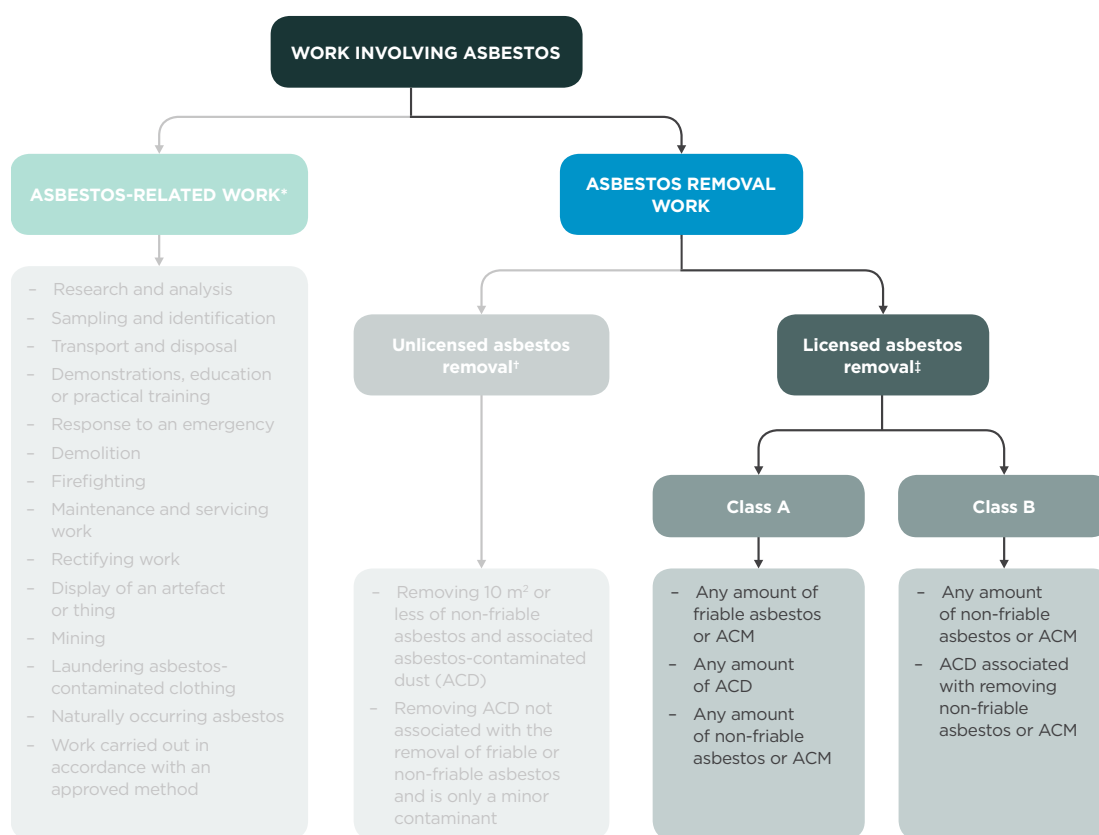 WORK INVOLVING ASBESTOS
ASBESTOS-RELATED WORK*
– Research and analysis
– Sampling and identification
– Transport and disposal
– Demonstrations, education
or practical training
– Response to an emergency
– Demolition
– Firefighting
– Maintenance and servicing
work
– Rectifying work
– Display of an artefact
or thing
– Mining
– Laundering asbestos-
contaminated clothing
– Naturally occurring asbestos
– Work carried out in
accordance with an
approved method
ASBESTOS REMOVAL
WORK
Unlicensed asbestos
removal†
– Removing 10 m² or
less of non-friable
asbestos and associated
asbestos-contaminated
dust (ACD)
– Removing ACD not
associated with the
removal of friable or
non-friable asbestos
and is only a minor
contaminant
Licensed asbestos
removal‡
Class A
– Any amount of
friable asbestos
or ACM
– Any amount
of ACD
– Any amount
of non-friable
asbestos or ACM
Class B
– Any amount
of non-friable
asbestos or ACM
– ACD associated
with removing
non-friable
asbestos or ACM